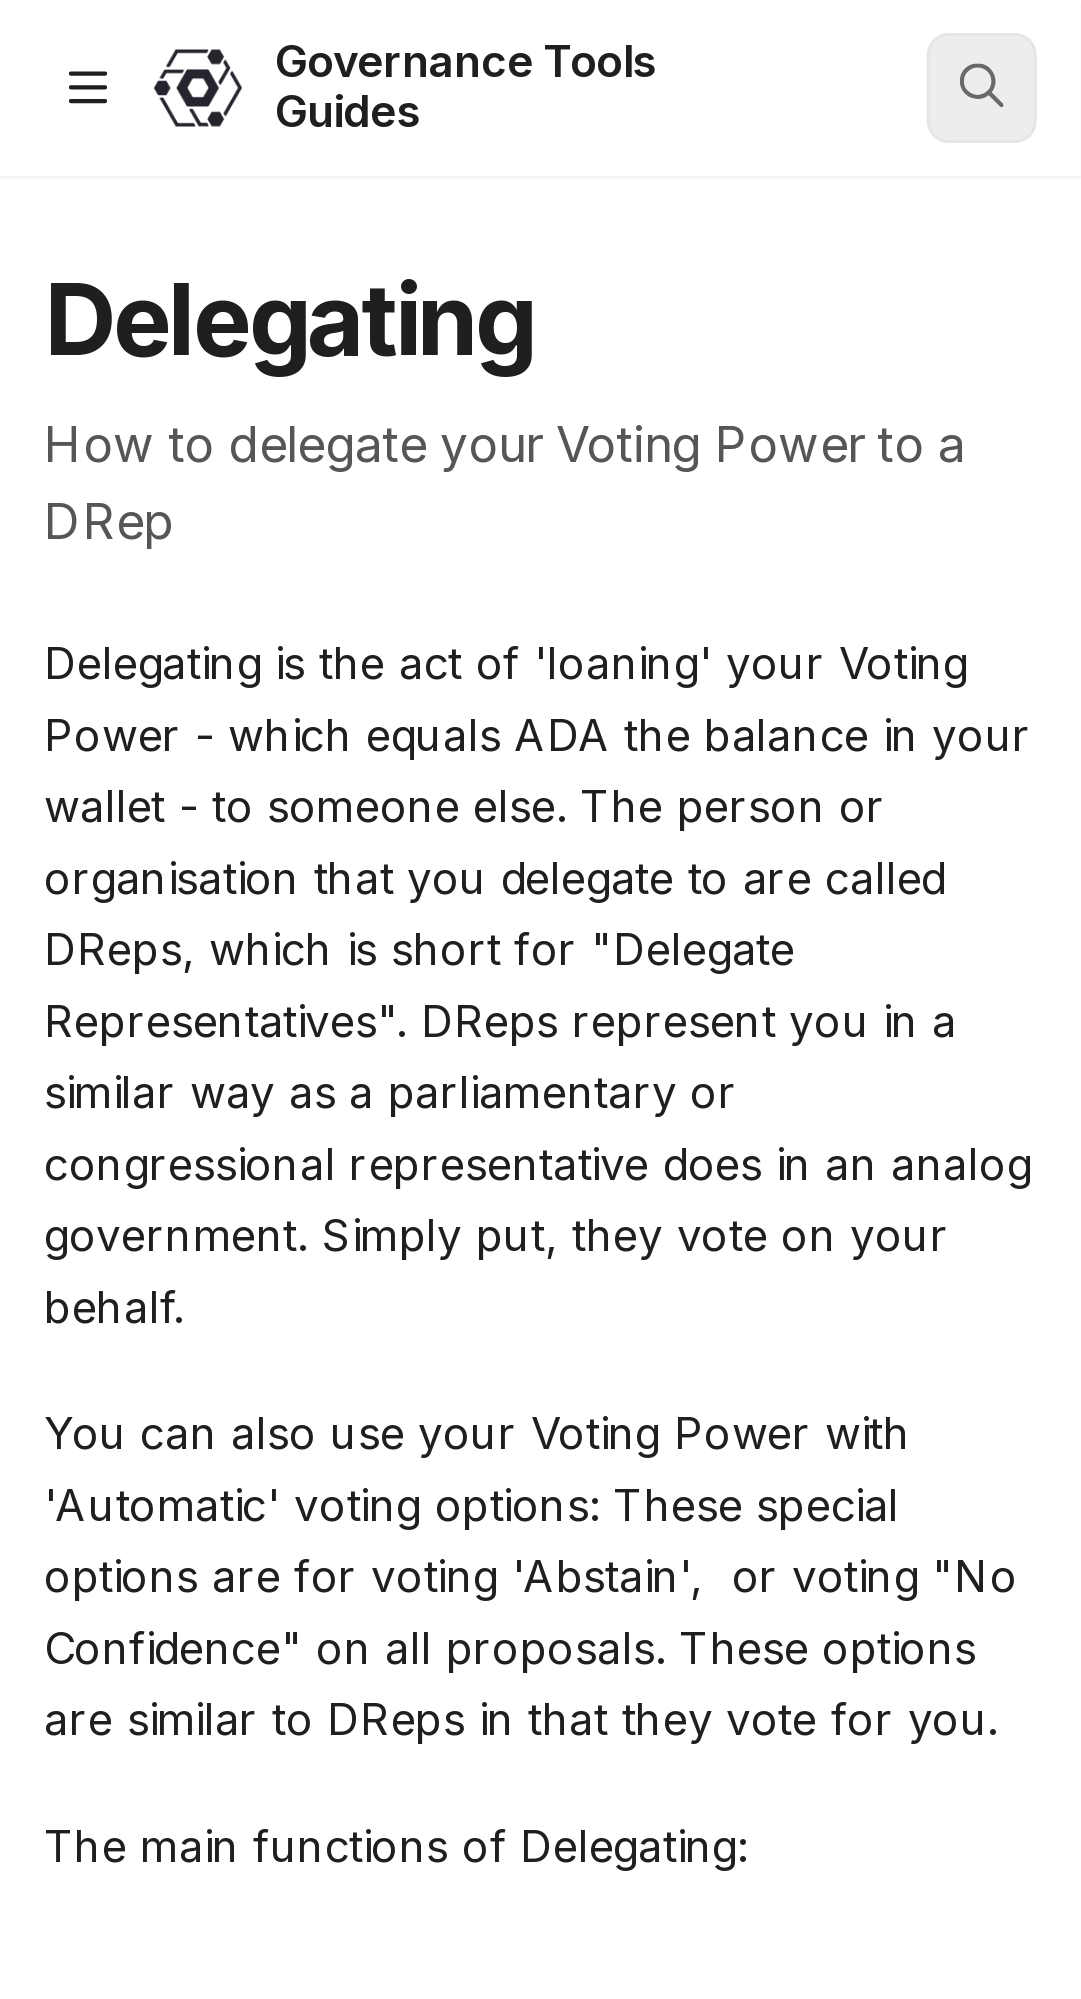 Governance Tools
Guides
Delegating
How to delegate your Voting Power to a
DRep
Delegating is the act of 'loaning' your Voting
Power - which equals ADA the balance in your
wallet - to someone else. The person or
organisation that you delegate to are called
DReps, which is short for "Delegate
Representatives". DReps represent you in a
similar way as a parliamentary or
congressional representative does in an analog
government. Simply put, they vote on your
behalf.
You can also use your Voting Power with
'Automatic' voting options: These special
options are for voting 'Abstain',  or voting "No
Confidence" on all proposals. These options
are similar to DReps in that they vote for you.
The main functions of Delegating: